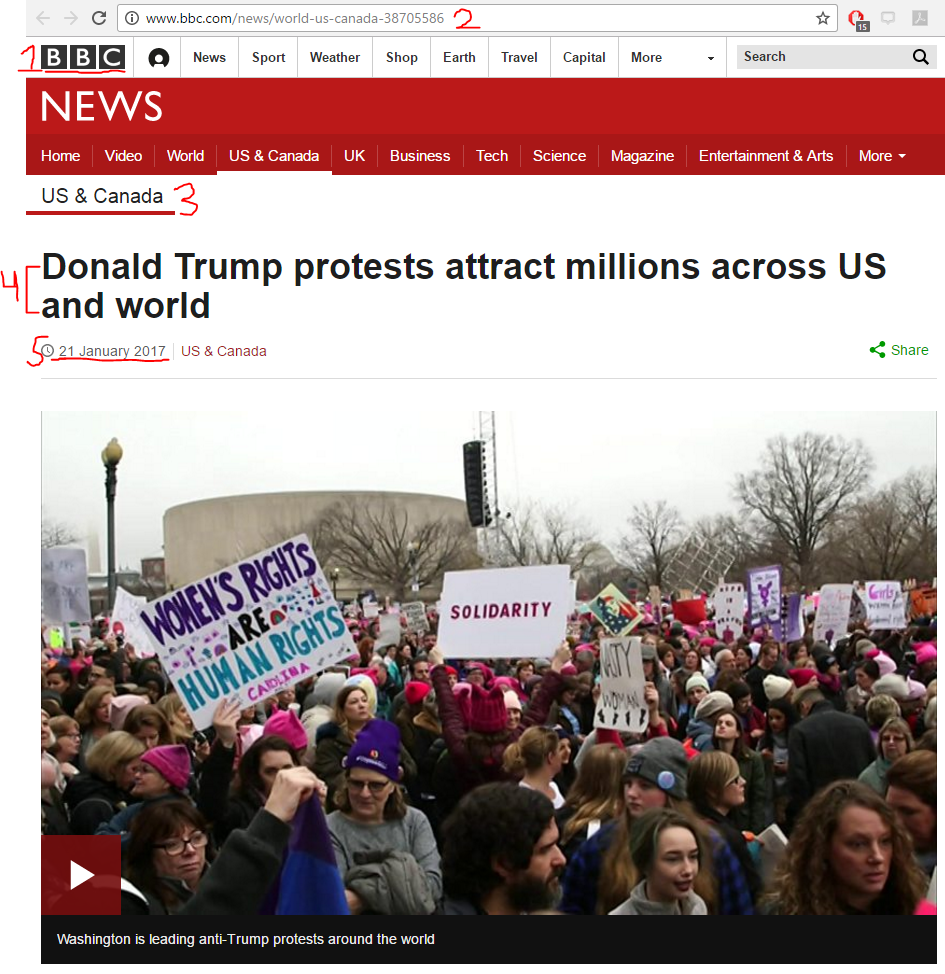 www.bbc.com/news/world-us-canada-38705586 2
15
1 BBC News Sport Weather Shop Earth Travel Capital More Search
NEWS
Home Video World US & Canada UK Business Tech Science Magazine Entertainment & Arts More
US & Canada 3
4 Donald Trump protests attract millions across US
and world
5 21 January 2017 US & Canada Share
WOMEN'S RIGHTS
ARE
HUMAN RIGHTS
CAROLINA
SOLIDARITY
NASTY
WOMAN
Girls
Washington is leading anti-Trump protests around the world